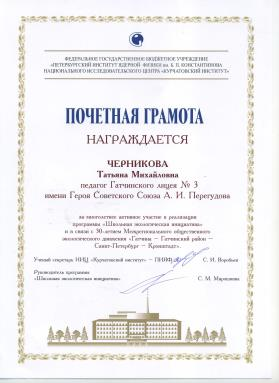 ФЕДЕРАЛЬНОЕ ГОСУДАРСТВЕННОЕ БЮДЖЕТНОЕ УЧРЕЖДЕНИЕ
«ПЕТЕРБУРГСКИЙ ИНСТИТУТ ЯДЕРНОЙ ФИЗИКИ им. Б. П. КОНСТАНТИНОВА
НАЦИОНАЛЬНОГО ИССЛЕДОВАТЕЛЬСКОГО ЦЕНТРА «КУРЧАТОВСКИЙ ИНСТИТУТ»
ПОЧЕТНАЯ ГРАМОТА
НАГРАЖДАЕТСЯ
ЧЕРНИКОВА
Татьяна Михайловна
педагог Гатчинского лицея № 3
имени Героя Советского Союза А. И. Перегудова
за многолетнее активное участие в реализации
программы «Школьная экологическая инициатива»
и в связи с 30-летием Межрегионального общественного
экологического движения «Гатчина – Гатчинский район –
Санкт-Петербург – Кронштадт».
Ученый секретарь НИЦ «Курчатовский институт» – ПИЯФ С. И. Воробьев
Руководитель программы
«Школьная экологическая инициатива» С. М. Мирошкина